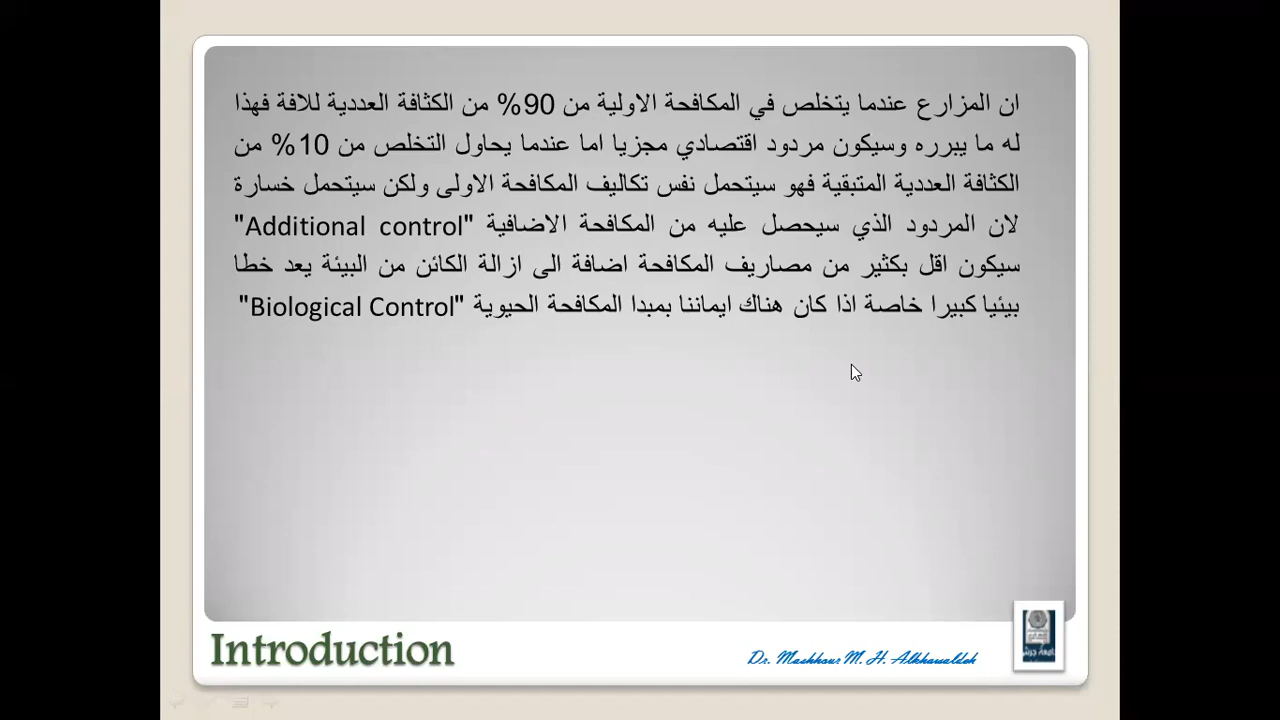 ان المزارع عندما يتخلص في المكافحة الاولية من 90% من الكثافة العددية للافة فهذا
له ما يبرره وسيكون مردود اقتصادي مجزيا اما عندما يحاول التخلص من 10% من
الكثافة العددية المتبقية فهو سيتحمل نفس تكاليف المكافحة الاولى ولكن سيتحمل خسارة
لان المردود الذي سيحصل عليه من المكافحة الاضافية "Additional control"
سيكون اقل بكثير من مصاريف المكافحة اضافة الى ازالة الكائن من البيئة يعد خطا
بيئيا كبيرا خاصة اذا كان هناك ايماننا بمبدا المكافحة الحيوية "Biological Control"
Introduction
Dr. Mashhour M. H. Alkhawaldeh